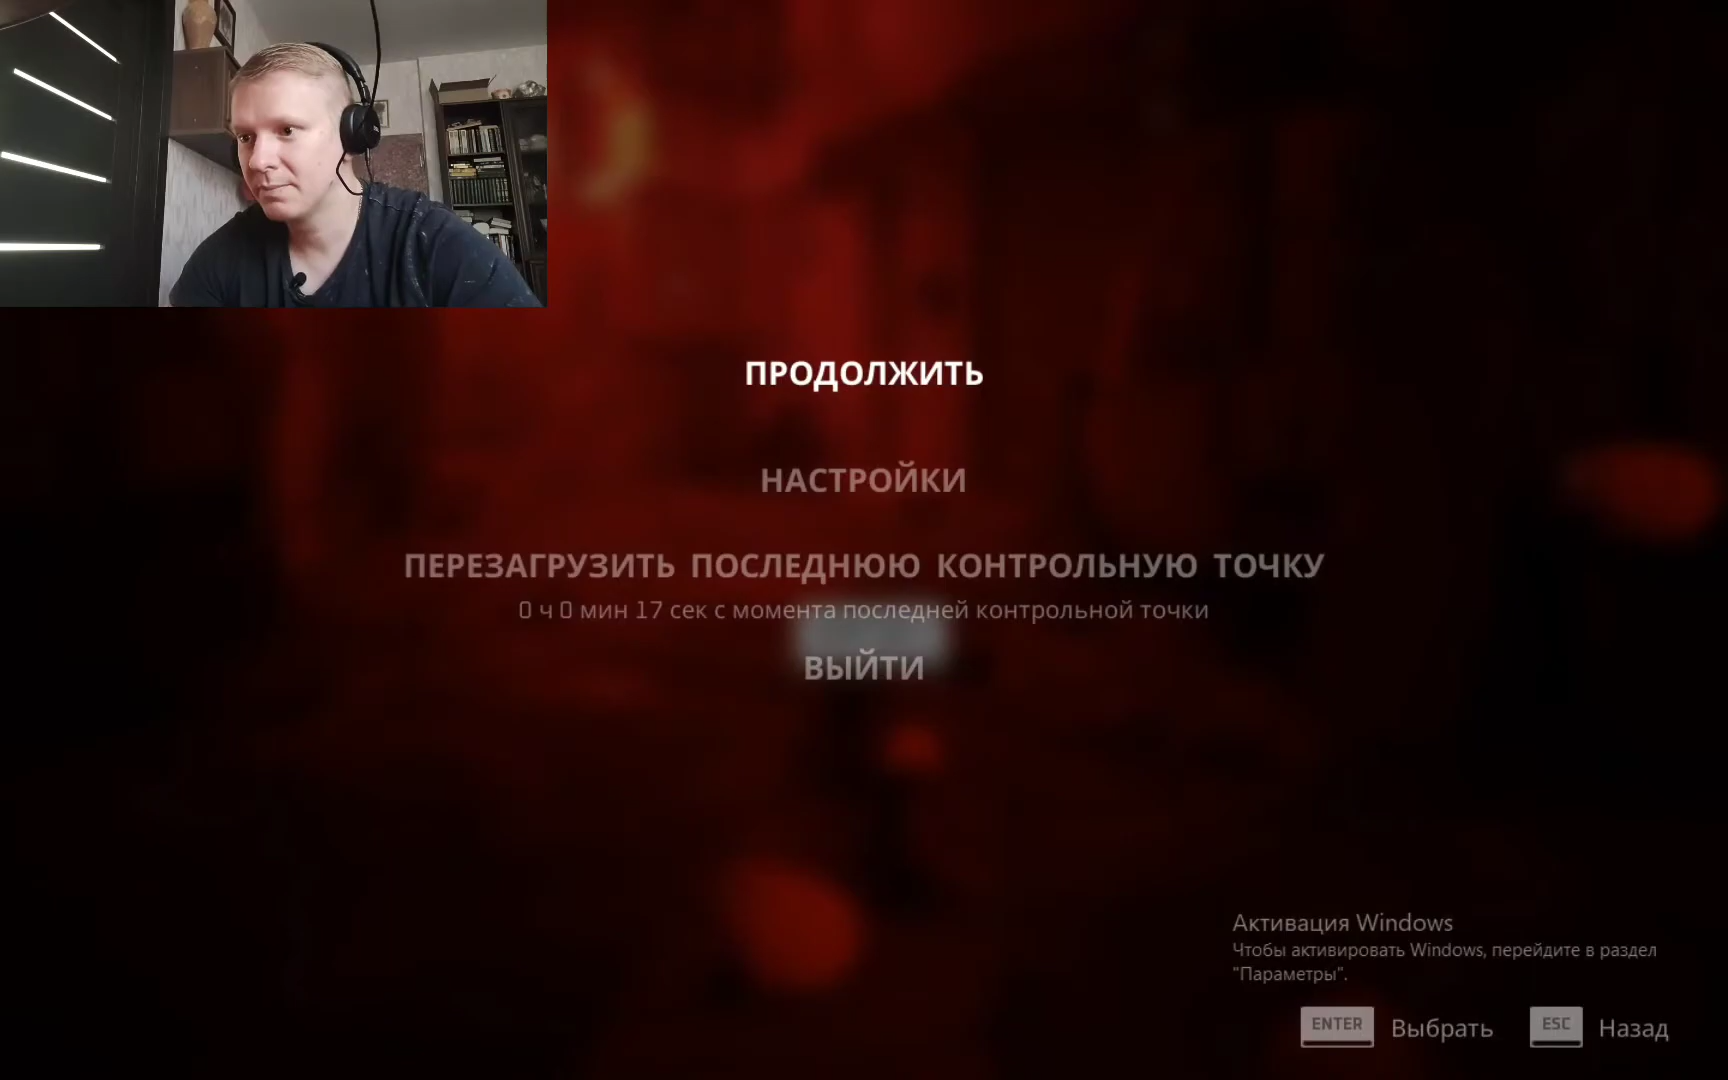 ПРОДОЛЖИТЬ
НАСТРОЙКИ
ПЕРЕЗАГРУЗИТЬ ПОСЛЕДНЮЮ КОНТРОЛЬНУЮ ТОЧКУ
0 ч 0 мин 17 сек с момента последней контрольной точки
ВЫЙТИ
Активация Windows
Чтобы активировать Windows, перейдите в раздел
"Параметры".
ENTER Выбрать ESC Назад